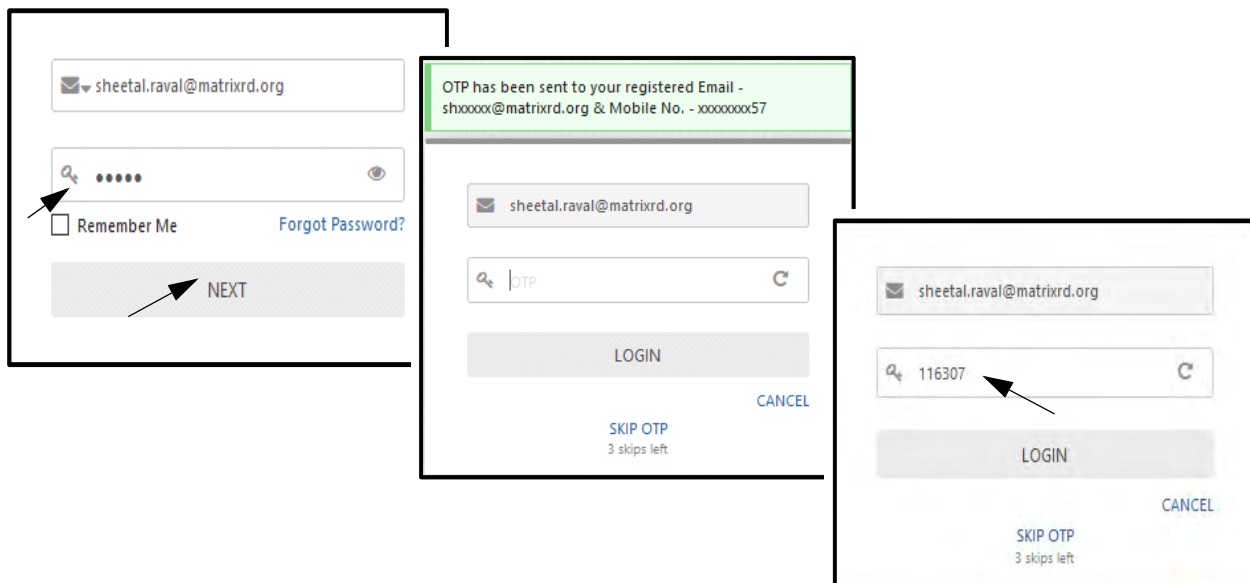 sheetal.raval@matrixrd.org
•••••
Remember Me
Forgot Password?
NEXT
OTP has been sent to your registered Email -
shxxxxx@matrixrd.org & Mobile No. - xxxxxxxx57
sheetal.raval@matrixrd.org
OTP
LOGIN
CANCEL
SKIP OTP
3 skips left
sheetal.raval@matrixrd.org
116307
LOGIN
CANCEL
SKIP OTP
3 skips left